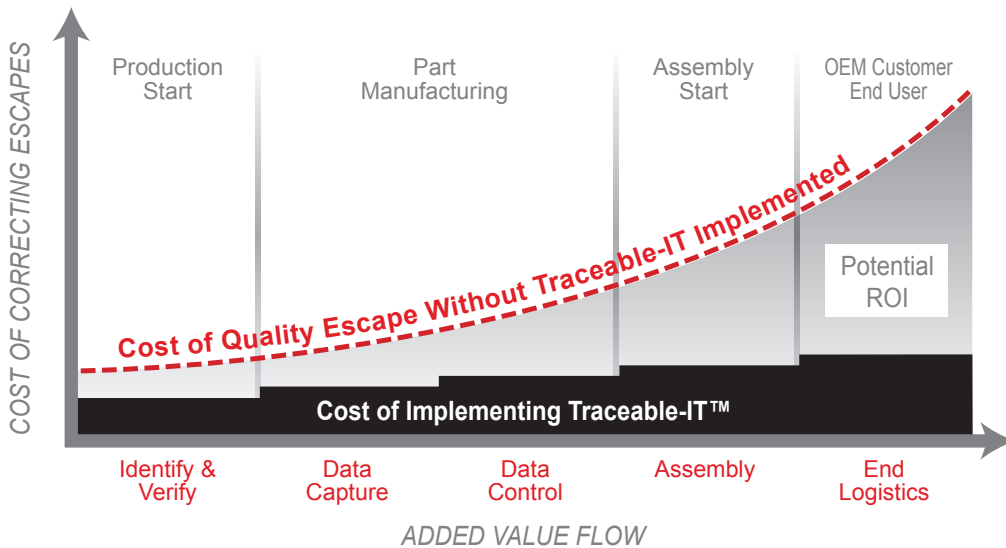 COST OF CORRECTING ESCAPES
Production
Start
Part
Manufacturing
Assembly
Start
OEM Customer
End User
Cost of Quality Escape Without Traceable-IT Implemented
Potential
ROI
Cost of Implementing Traceable-IT™
Identify &
Verify
Data
Capture
Data
Control
Assembly
End
Logistics
ADDED VALUE FLOW